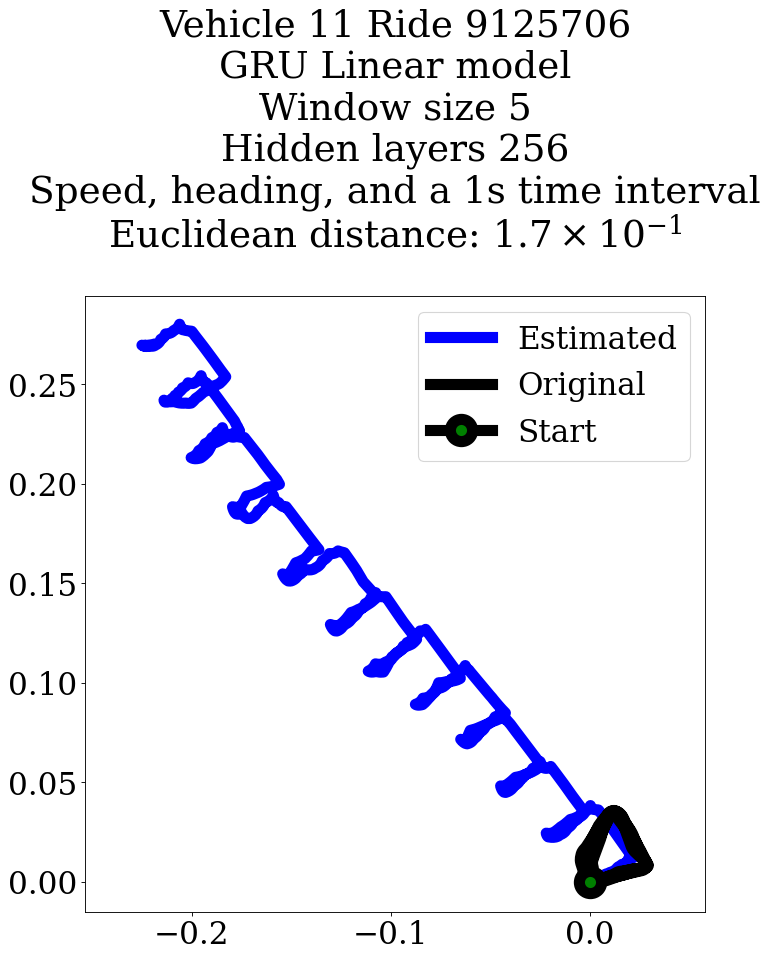 Vehicle 11 Ride 9125706
GRU Linear model
Window size 5
Hidden layers 256
Speed, heading, and a 1s time interval
Euclidean distance: 1.7 × 10⁻¹
Estimated
Original
Start
0.25
0.20
0.15
0.10
0.05
0.00
−0.2 −0.1 0.0